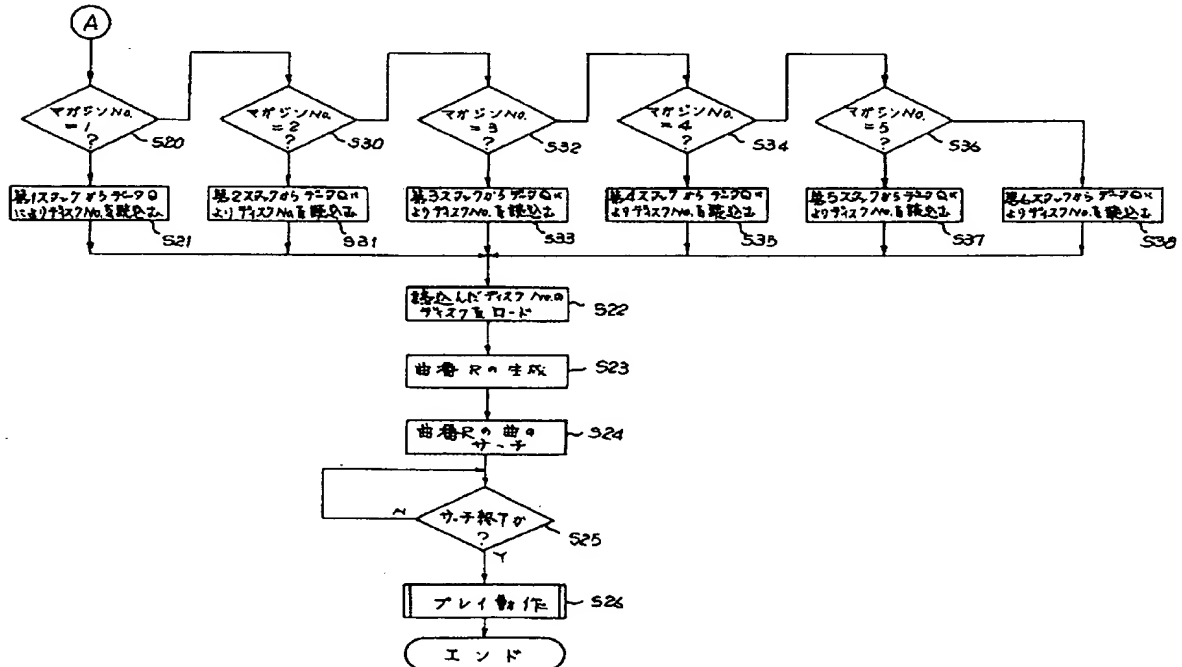 A
マガジンNo.
=1
?
S20
マガジンNo.
=2
?
S30
マガジンNo.
=3
?
S32
マガジンNo.
=4
?
S34
マガジンNo.
=5
?
S36
第1スタックからデータQ
によりディスクNo.を読込む
S21
第2スタックからデータQに
よりディスクNo.を読込む
S31
第3スタックからデータQに
よりディスクNo.を読込む
S33
第4スタックからデータQに
よりディスクNo.を読込む
S35
第5スタックからデータQに
よりディスクNo.を読込む
S37
第6スタックからデータQに
よりディスクNo.を読込む
S38
読込んだディスクNo.の
ディスクをロード
S22
曲番Rの生成
S23
曲番Rの曲の
サーチ
S24
サーチ終了か
?
N
S25
Y
プレイ動作
S26
エンド